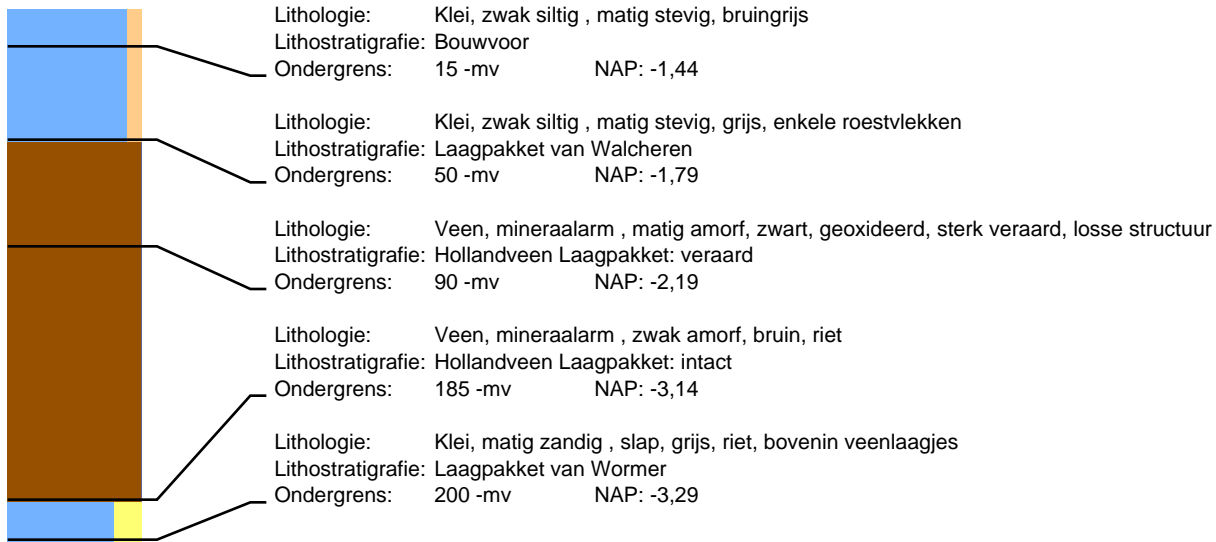 Lithologie: Klei, zwak siltig , matig stevig, bruingrijs
Lithostratigrafie: Bouwvoor
Ondergrens: 15 -mv NAP: -1,44
Lithologie: Klei, zwak siltig , matig stevig, grijs, enkele roestvlekken
Lithostratigrafie: Laagpakket van Walcheren
Ondergrens: 50 -mv NAP: -1,79
Lithologie: Veen, mineraalarm , matig amorf, zwart, geoxideerd, sterk veraard, losse structuur
Lithostratigrafie: Hollandveen Laagpakket: veraard
Ondergrens: 90 -mv NAP: -2,19
Lithologie: Veen, mineraalarm , zwak amorf, bruin, riet
Lithostratigrafie: Hollandveen Laagpakket: intact
Ondergrens: 185 -mv NAP: -3,14
Lithologie: Klei, matig zandig , slap, grijs, riet, bovenin veenlaagjes
Lithostratigrafie: Laagpakket van Wormer
Ondergrens: 200 -mv NAP: -3,29